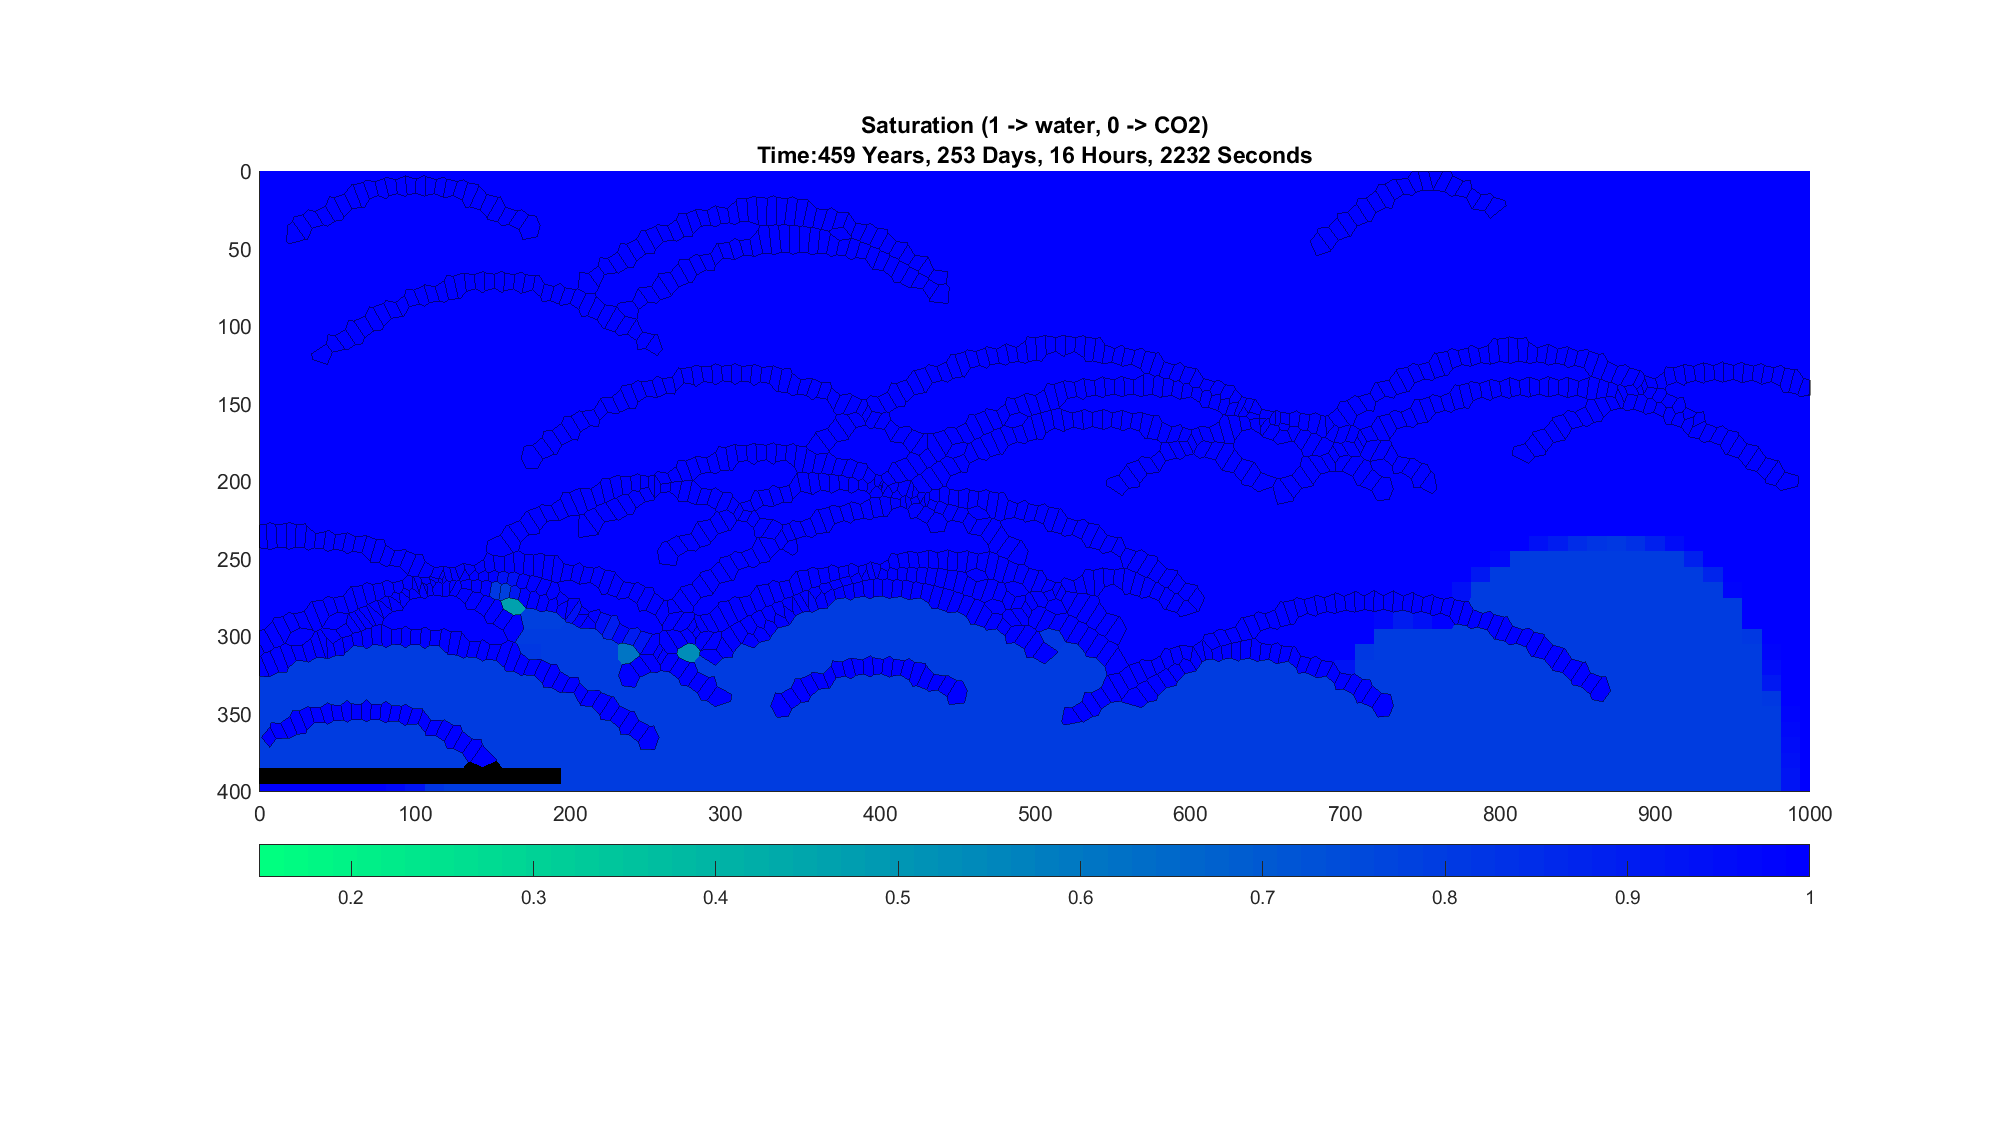 Saturation (1 -> water, 0 -> CO2)
Time:459 Years, 253 Days, 16 Hours, 2232 Seconds
0
50
100
150
200
250
300
350
400
0 100 200 300 400 500 600 700 800 900 1000
0.2 0.3 0.4 0.5 0.6 0.7 0.8 0.9 1